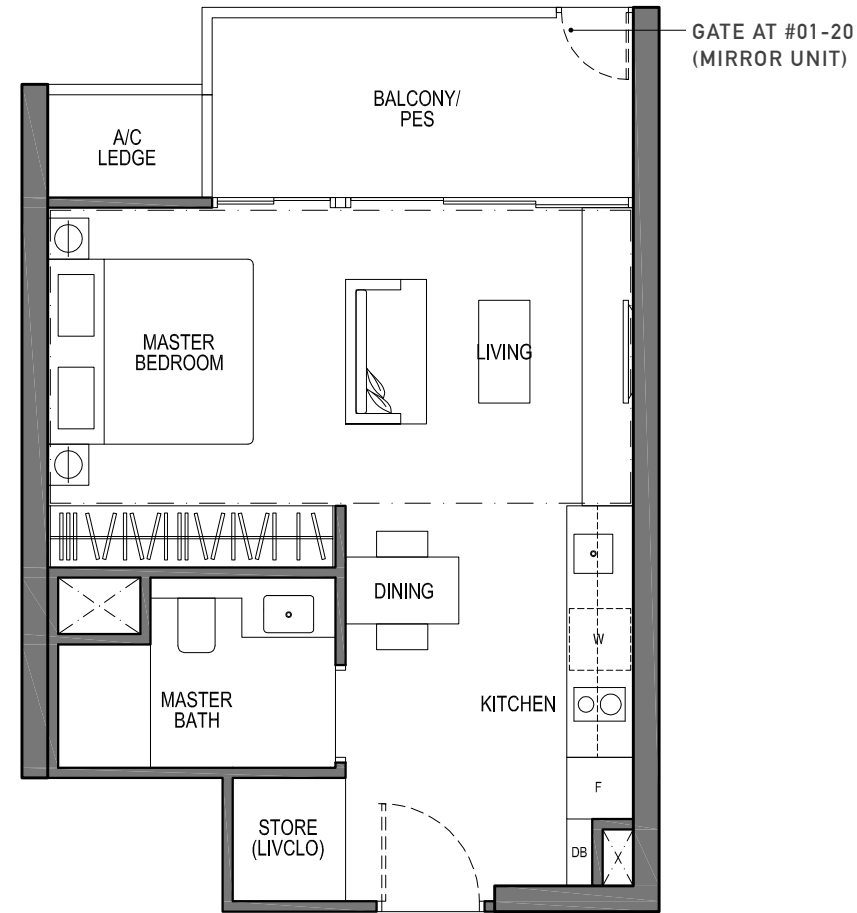 GATE AT #01-20
(MIRROR UNIT)
BALCONY/
PES
A/C
LEDGE
MASTER
BEDROOM
LIVING
DINING
W
MASTER
BATH
KITCHEN
F
STORE
(LIVCLO)
DB
X